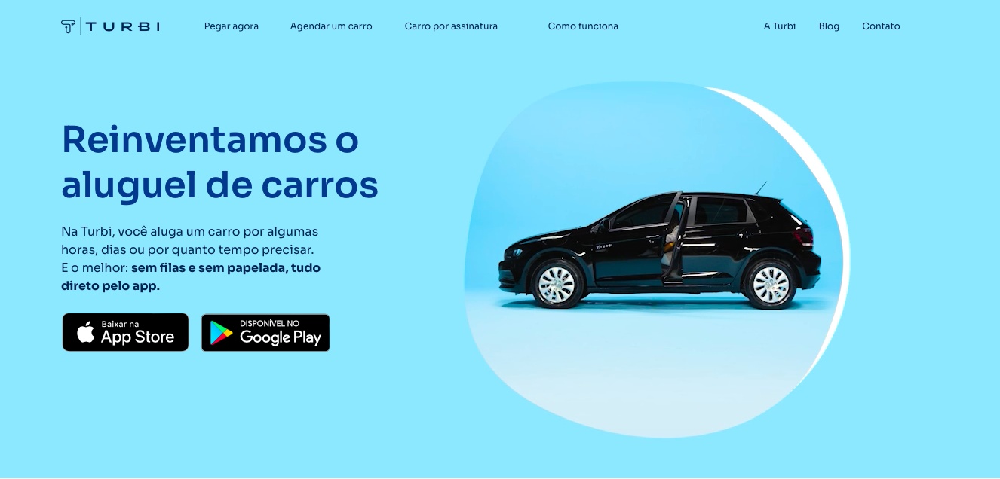 TURBI
Pegar agora
Agendar um carro
Carro por assinatura
Como funciona
A Turbi
Blog
Contato
Reinventamos o
aluguel de carros
Na Turbi, você aluga um carro por algumas
horas, dias ou por quanto tempo precisar.
E o melhor: sem filas e sem papelada, tudo
direto pelo app.
Baixar na
App Store
DISPONÍVEL NO
Google Play
TURBI